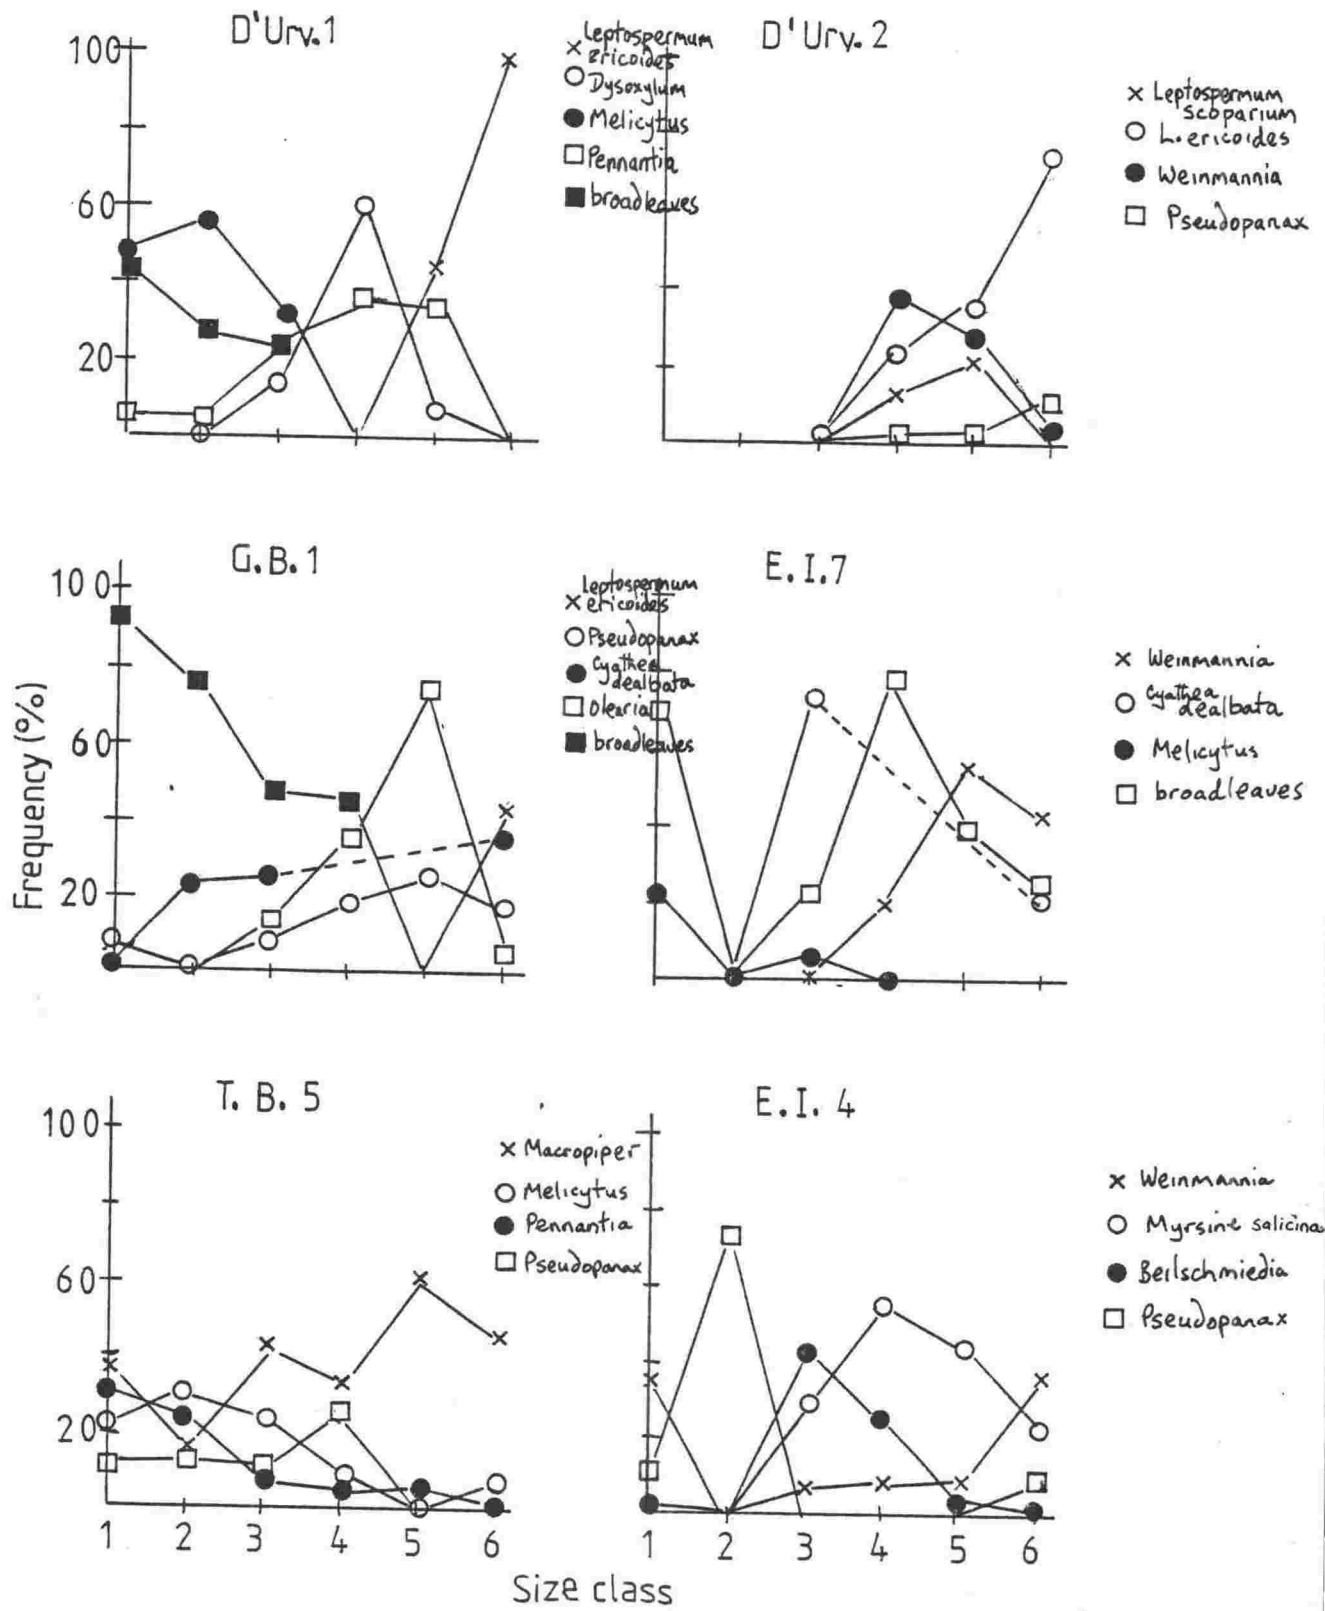 D'Urv.1
100
60
20
Leptospermum
ericoides
Dysoxylum
Melicytus
Pennantia
broadleaves
D'Urv.2
Leptospermum
scoparium
L.ericoides
Weinmannia
Pseudopanax
Frequency (%)
G.B.1
100
60
20
Leptospermum
ericoides
Pseudopanax
Cyathea
dealbata
Olearia
broadleaves
E.I.7
Weinmannia
Cyathea
dealbata
Melicytus
broadleaves
T.B.5
100
60
20
1 2 3 4 5 6
Macropiper
Melicytus
Pennantia
Pseudopanax
E.I.4
1 2 3 4 5 6
Weinmannia
Myrsine salicina
Beilschmiedia
Pseudopanax
Size class